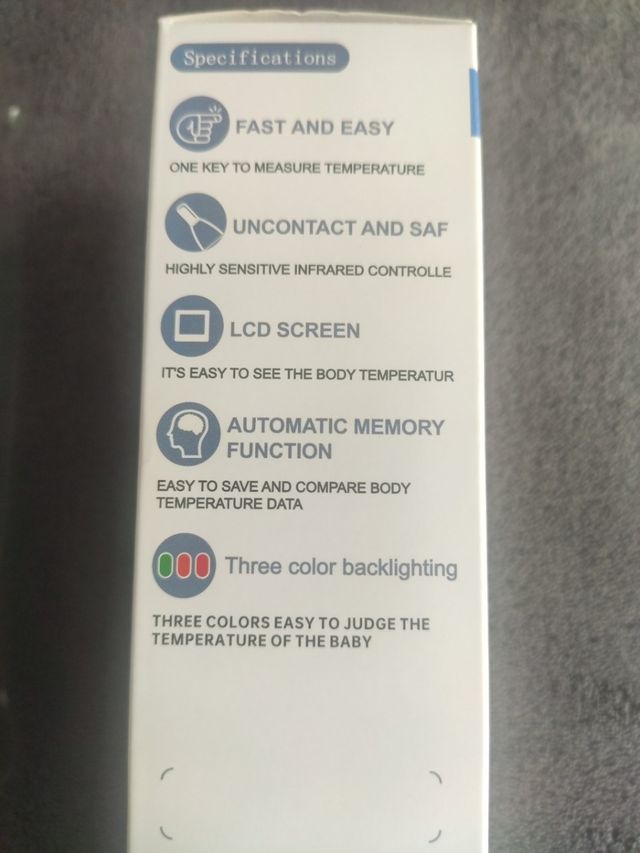 Specifications
FAST AND EASY
ONE KEY TO MEASURE TEMPERATURE
UNCONTACT AND SAF
HIGHLY SENSITIVE INFRARED CONTROLLE
LCD SCREEN
IT'S EASY TO SEE THE BODY TEMPERATUR
AUTOMATIC MEMORY
FUNCTION
EASY TO SAVE AND COMPARE BODY
TEMPERATURE DATA
Three color backlighting
THREE COLORS EASY TO JUDGE THE
TEMPERATURE OF THE BABY